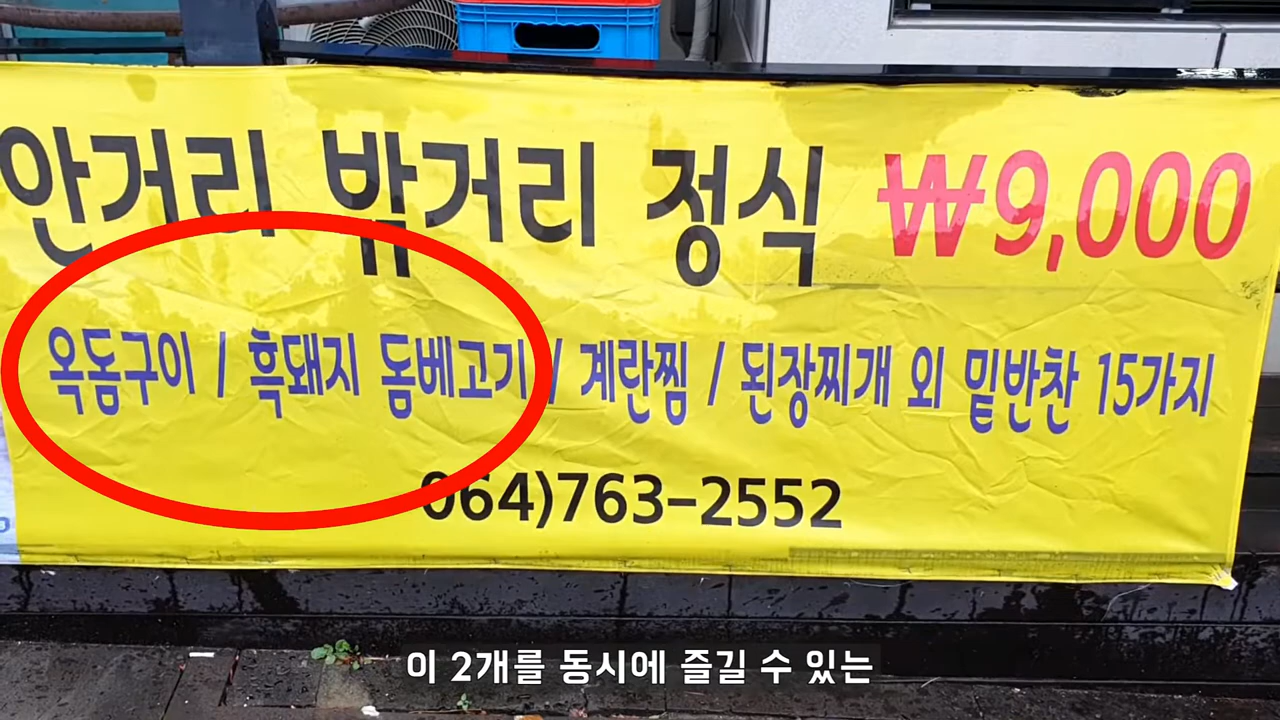 안거리 밖거리 정식 ₩9,000
옥돔구이 / 흑돼지 돔베고기 / 계란찜 / 된장찌개 외 밑반찬 15가지
064)763-2552
이 2개를 동시에 즐길 수 있는